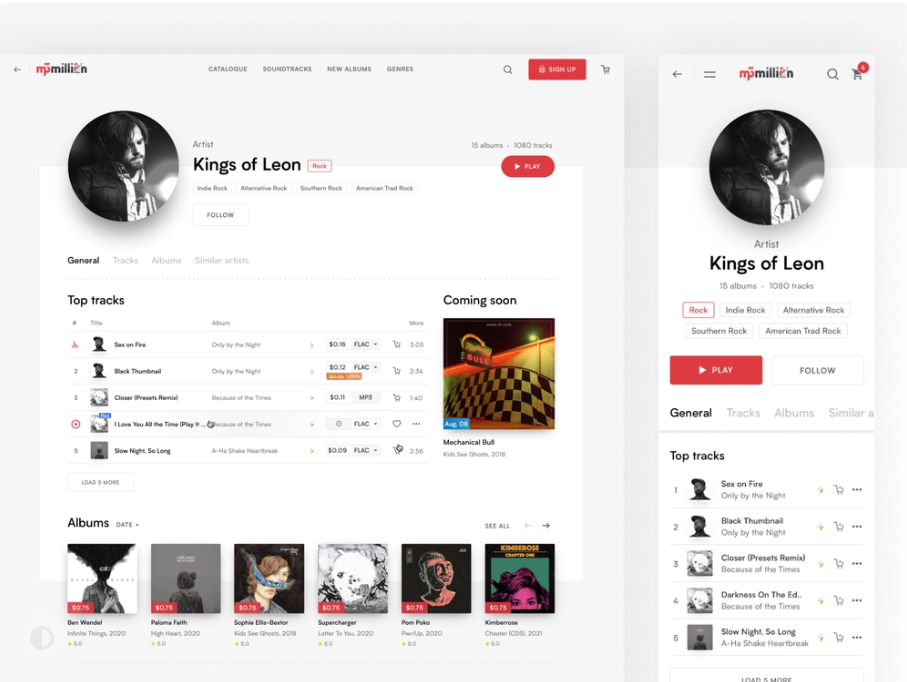 mp3million
CATALOGUE SOUNDTRACKS NEW ALBUMS GENRES
SIGN UP
Artist
Kings of Leon Rock
15 albums - 1080 tracks
PLAY
Indie Rock Alternative Rock Southern Rock American Trad Rock
FOLLOW
General Tracks Albums Similar artists
Top tracks
# Title Album More
Sex on Fire Only by the Night $0,16 FLAC 3:05
2 Black Thumbnail Only by the Night $0,12 FLAC 2:34
3 Closer (Presets Remix) Because of the Times $0,11 MP3 1:40
I Love You All the Time (Play It ... Because of the Times FLAC
5 Slow Night, So Long A-Ha Shake Heartbreak $0.09 FLAC 2:56
LOAD 5 MORE
Coming soon
KINGS OF LEON
BULL
Aug. 08
Mechanical Bull
Kids See Ghosts, 2018
Albums DATE
SEE ALL
KIMBEROSE
CHAPTER ONE
$0.75 $0.75 $0.75 $0.75 $0.75 $0.75
Ben Wendel Paloma Faith Sophie Ellis-Bextor Supercharger Pom Poko Kimberrose
Infinite Things, 2020 High Heart, 2020 Kids See Ghosts, 2018 Letter To You, 2020 Pwr/Up, 2020 Cheater (CDS), 2021
5.0 5.0 5.0 5.0 5.0 5.0
mp3million
4
Artist
Kings of Leon
15 albums - 1080 tracks
Rock Indie Rock Alternative Rock
Southern Rock American Trad Rock
PLAY FOLLOW
General Tracks Albums Similar a
Top tracks
1 Sex on Fire
Only by the Night
2 Black Thumbnail
Only by the Night
3 Closer (Presets Remix)
Because of the Times
4 Darkness On The Ed..
Because of the Times
5 Slow Night, So Long
A-Ha Shake Heartbreak
LOAD 5 MORE